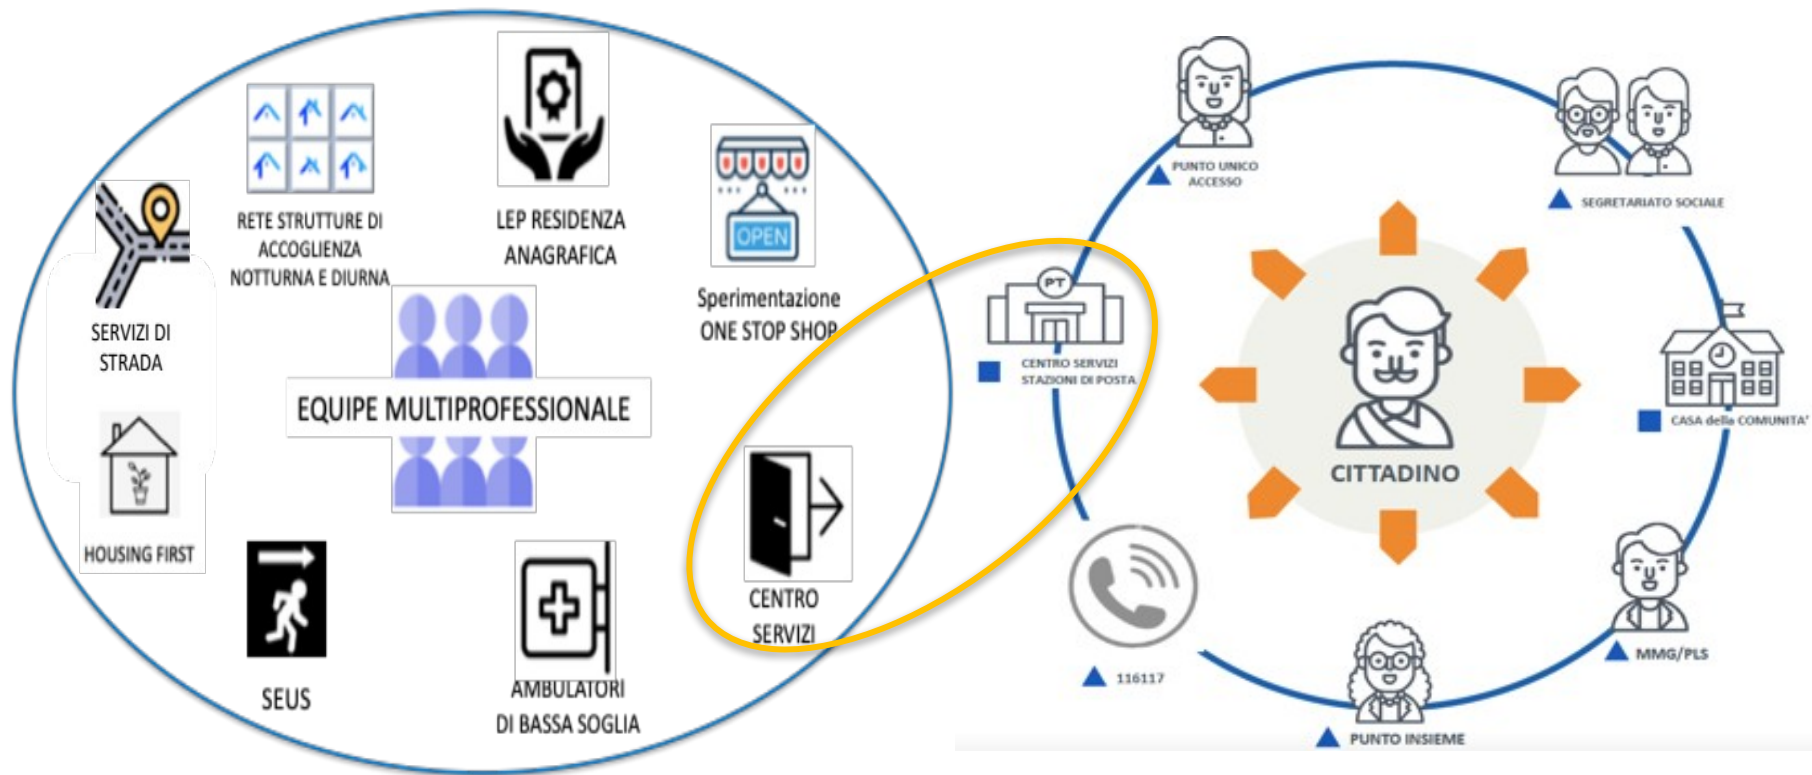 RETE STRUTTURE DI
ACCOGLIENZA
NOTTURNA E DIURNA
LEP RESIDENZA
ANAGRAFICA
OPEN
Sperimentazione
ONE STOP SHOP
SERVIZI DI
STRADA
EQUIPE MULTIPROFESSIONALE
HOUSING FIRST
CENTRO
SERVIZI
SEUS
AMBULATORI
DI BASSA SOGLIA
PUNTO UNICO
ACCESSO
SEGRETARIATO SOCIALE
PT
CENTRO SERVIZI
STAZIONI DI POSTA
CASA della COMUNITA'
CITTADINO
MMG/PLS
116117
PUNTO INSIEME